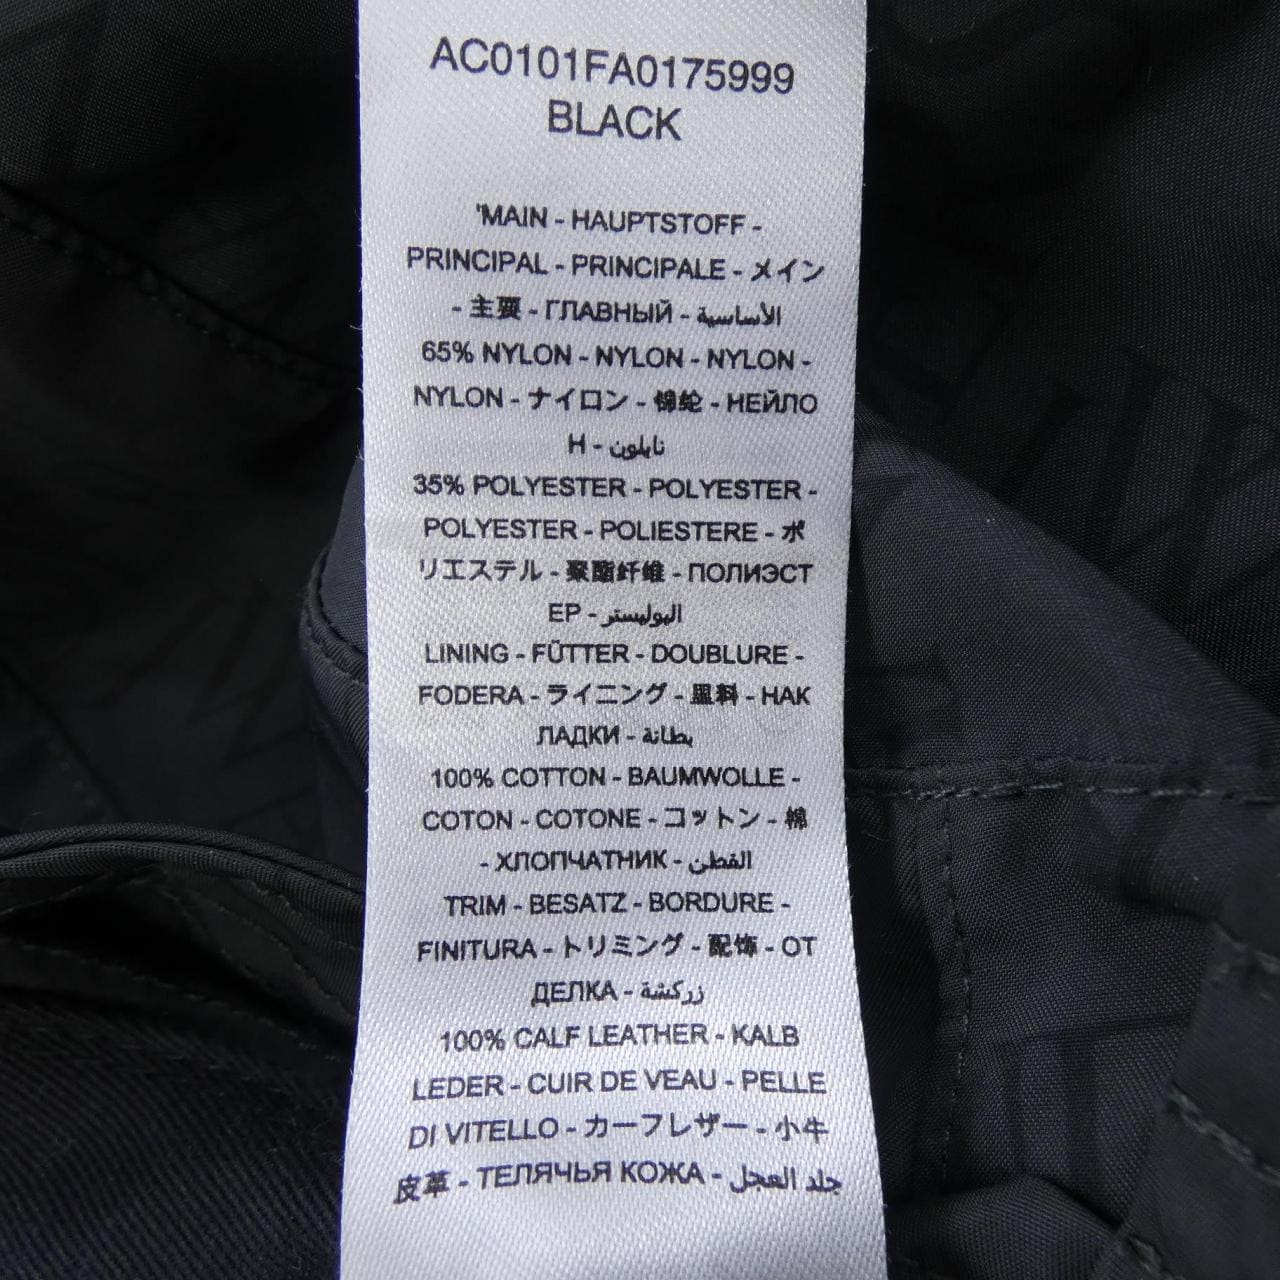 AC0101FA0175999
BLACK
'MAIN - HAUPTSTOFF -
PRINCIPAL - PRINCIPALE - メイン
- 主要 - ГЛАВНЫЙ - الأساسية
65% NYLON - NYLON - NYLON -
NYLON - ナイロン - 锦纶 - НЕЙЛО
Н - نايلون
35% POLYESTER - POLYESTER -
POLYESTER - POLIESTERE - ポ
リエステル - 聚酯纤维 - ПОЛИЭСТ
ЕР - البوليستر
LINING - FÜTTER - DOUBLURE -
FODERA - ライニング - 里料 - НАК
ЛАДКИ - بطانة
100% COTTON - BAUMWOLLE -
COTON - COTONE - コットン - 棉
- ХЛОПЧАТНИК - القطن
TRIM - BESATZ - BORDURE -
FINITURA - トリミング - 配饰 - ОТ
ДЕЛКА - زركشة
100% CALF LEATHER - KALB
LEDER - CUIR DE VEAU - PELLE
DI VITELLO - カーフレザー - 小牛
皮革 - ТЕЛЯЧЬЯ КОЖА - جلد العجل